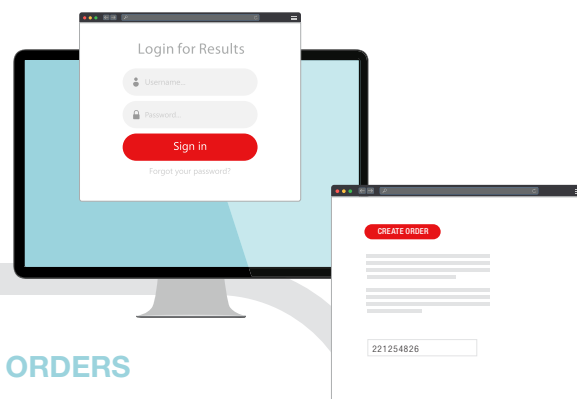 Login for Results
Username...
Password...
Sign in
Forgot your password?
CREATE ORDER
221254826
ORDERS